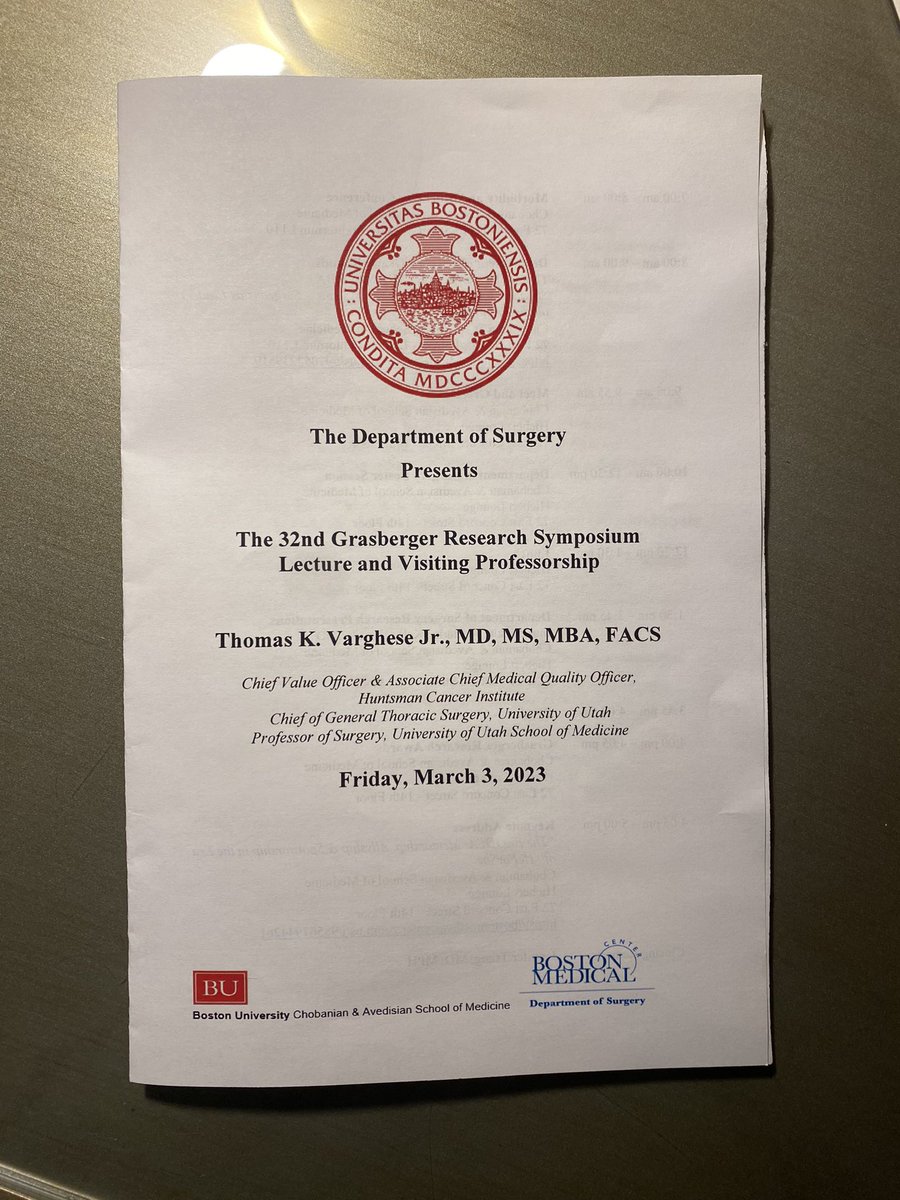 UNIVERSITAS BOSTONIENSIS
CONDITA MDCCCXXXIX
The Department of Surgery
Presents
The 32nd Grasberger Research Symposium
Lecture and Visiting Professorship
Thomas K. Varghese Jr., MD, MS, MBA, FACS
Chief Value Officer & Associate Chief Medical Quality Officer,
Huntsman Cancer Institute
Chief of General Thoracic Surgery, University of Utah
Professor of Surgery, University of Utah School of Medicine
Friday, March 3, 2023
BU
Boston University Chobanian & Avedisian School of Medicine
BOSTON
MEDICAL
CENTER
Department of Surgery